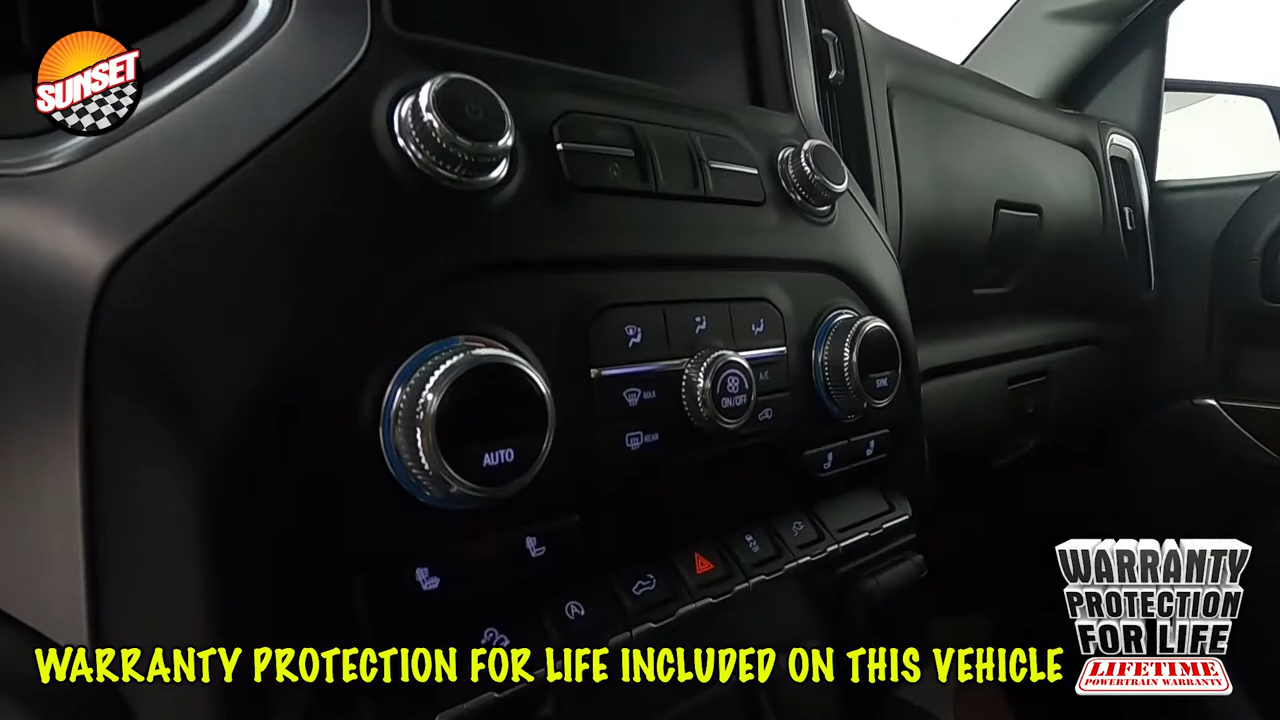 SUNSET
AUTO
MAX
REAR
ON/OFF
A/C
SYNC
A
WARRANTY PROTECTION FOR LIFE INCLUDED ON THIS VEHICLE
WARRANTY
PROTECTION
FOR LIFE
LIFETIME
POWERTRAIN WARRANTY